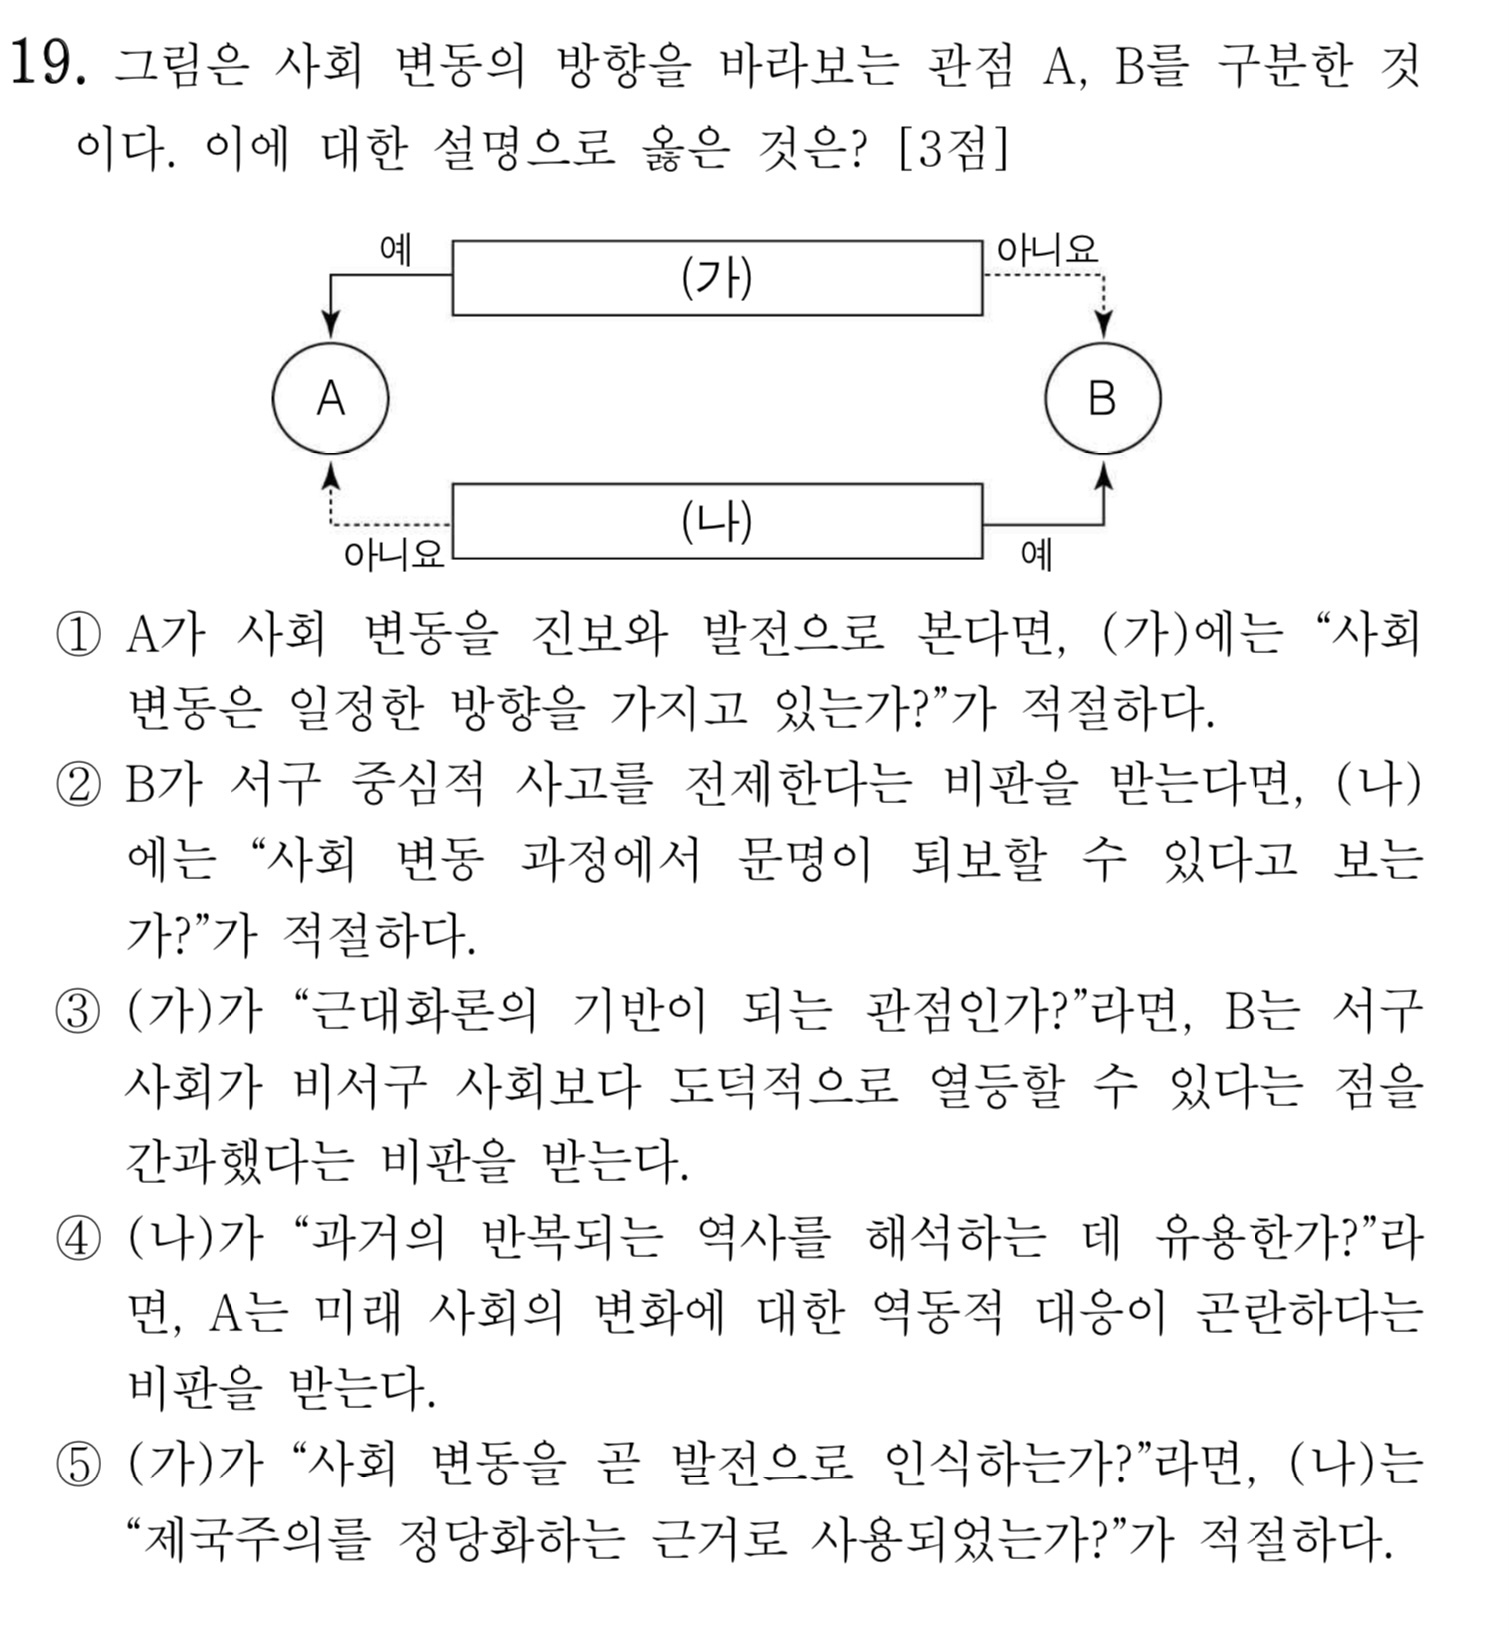 19. 그림은 사회 변동의 방향을 바라보는 관점 A, B를 구분한 것
이다. 이에 대한 설명으로 옳은 것은? [3점]
예
(가)
아니요
A
B
아니요
(나)
예
① A가 사회 변동을 진보와 발전으로 본다면, (가)에는 “사회
변동은 일정한 방향을 가지고 있는가?”가 적절하다.
② B가 서구 중심적 사고를 전제한다는 비판을 받는다면, (나)
에는 “사회 변동 과정에서 문명이 퇴보할 수 있다고 보는
가?”가 적절하다.
③ (가)가 “근대화론의 기반이 되는 관점인가?”라면, B는 서구
사회가 비서구 사회보다 도덕적으로 열등할 수 있다는 점을
간과했다는 비판을 받는다.
④ (나)가 “과거의 반복되는 역사를 해석하는 데 유용한가?”라
면, A는 미래 사회의 변화에 대한 역동적 대응이 곤란하다는
비판을 받는다.
⑤ (가)가 “사회 변동을 곧 발전으로 인식하는가?”라면, (나)는
“제국주의를 정당화하는 근거로 사용되었는가?”가 적절하다.